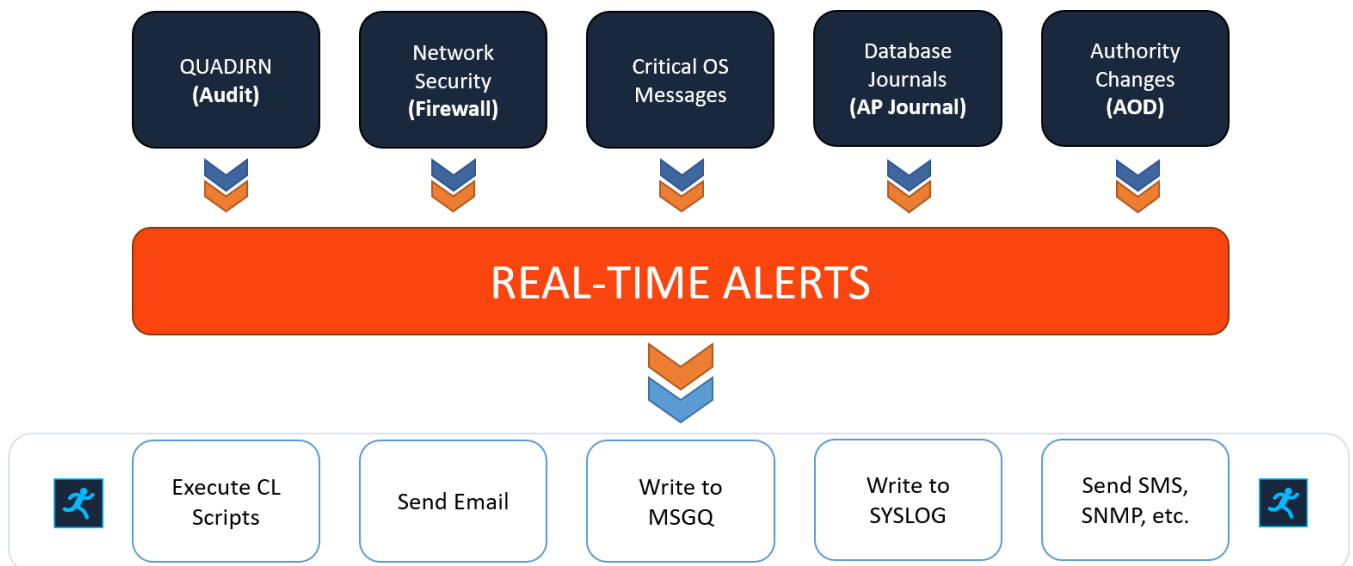 QUADJRN
(Audit)
Network
Security
(Firewall)
Critical OS
Messages
Database
Journals
(AP Journal)
Authority
Changes
(AOD)
REAL-TIME ALERTS
Execute CL
Scripts
Send Email
Write to
MSGQ
Write to
SYSLOG
Send SMS,
SNMP, etc.